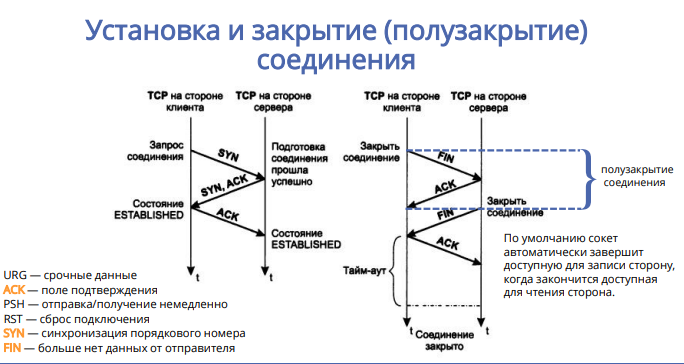 Установка и закрытие (полузакрытие)
соединения
TCP на стороне
клиента
TCP на стороне
сервера
Запрос
соединения
SYN
Подготовка
соединения
прошла
успешно
SYN, ACK
Состояние
ESTABLISHED
ACK
Состояние
ESTABLISHED
t
t
TCP на стороне
клиента
TCP на стороне
сервера
Закрыть
соединение
FIN
ACK
полузакрытие
соединения
FIN
Закрыть
соединение
ACK
Тайм-аут
t
t
Соединение
закрыто
По умолчанию сокет
автоматически завершит
доступную для записи сторону,
когда закончится доступная
для чтения сторона.
URG — срочные данные
ACK — поле подтверждения
PSH — отправка/получение немедленно
RST — сброс подключения
SYN — синхронизация порядкового номера
FIN — больше нет данных от отправителя